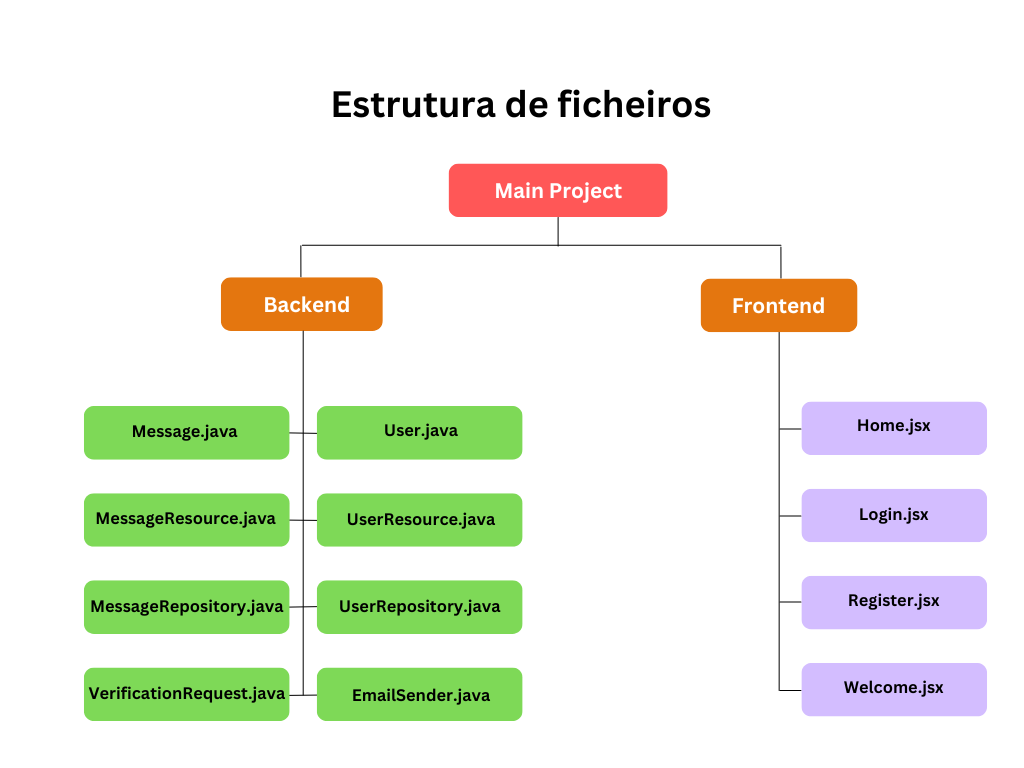 Estrutura de ficheiros
Main Project
Backend
Frontend
Message.java
User.java
MessageResource.java
UserResource.java
MessageRepository.java
UserRepository.java
VerificationRequest.java
EmailSender.java
Home.jsx
Login.jsx
Register.jsx
Welcome.jsx